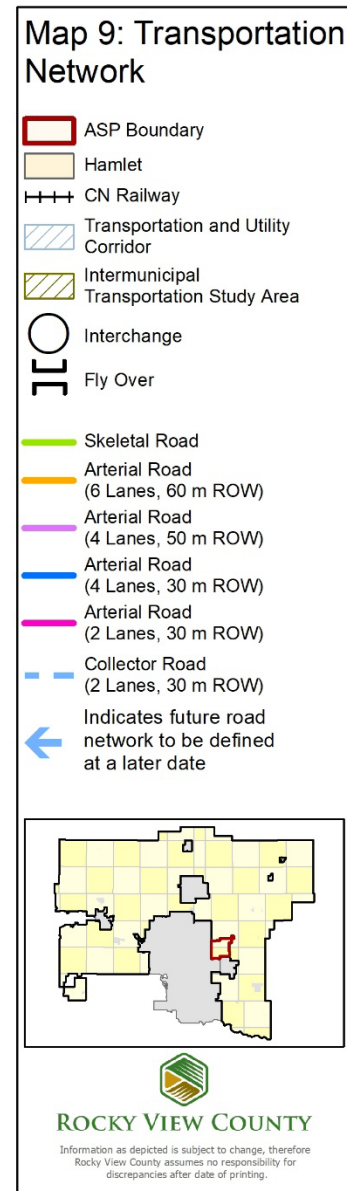 Map 9: Transportation
Network
ASP Boundary
Hamlet
CN Railway
Transportation and Utility
Corridor
Intermunicipal
Transportation Study Area
Interchange
Fly Over
Skeletal Road
Arterial Road
(6 Lanes, 60 m ROW)
Arterial Road
(4 Lanes, 50 m ROW)
Arterial Road
(4 Lanes, 30 m ROW)
Arterial Road
(2 Lanes, 30 m ROW)
Collector Road
(2 Lanes, 30 m ROW)
Indicates future road
network to be defined
at a later date
ROCKY VIEW COUNTY
Information as depicted is subject to change, therefore
Rocky View County assumes no responsibility for
discrepancies after date of printing.